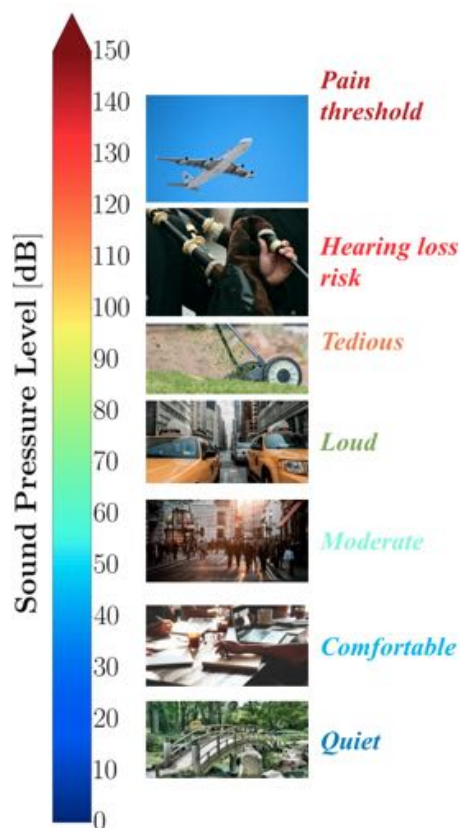 Sound Pressure Level [dB]
150
140
130
120
110
100
90
80
70
60
50
40
30
20
10
0
Pain
threshold
Hearing loss
risk
Tedious
Loud
Moderate
Comfortable
Quiet